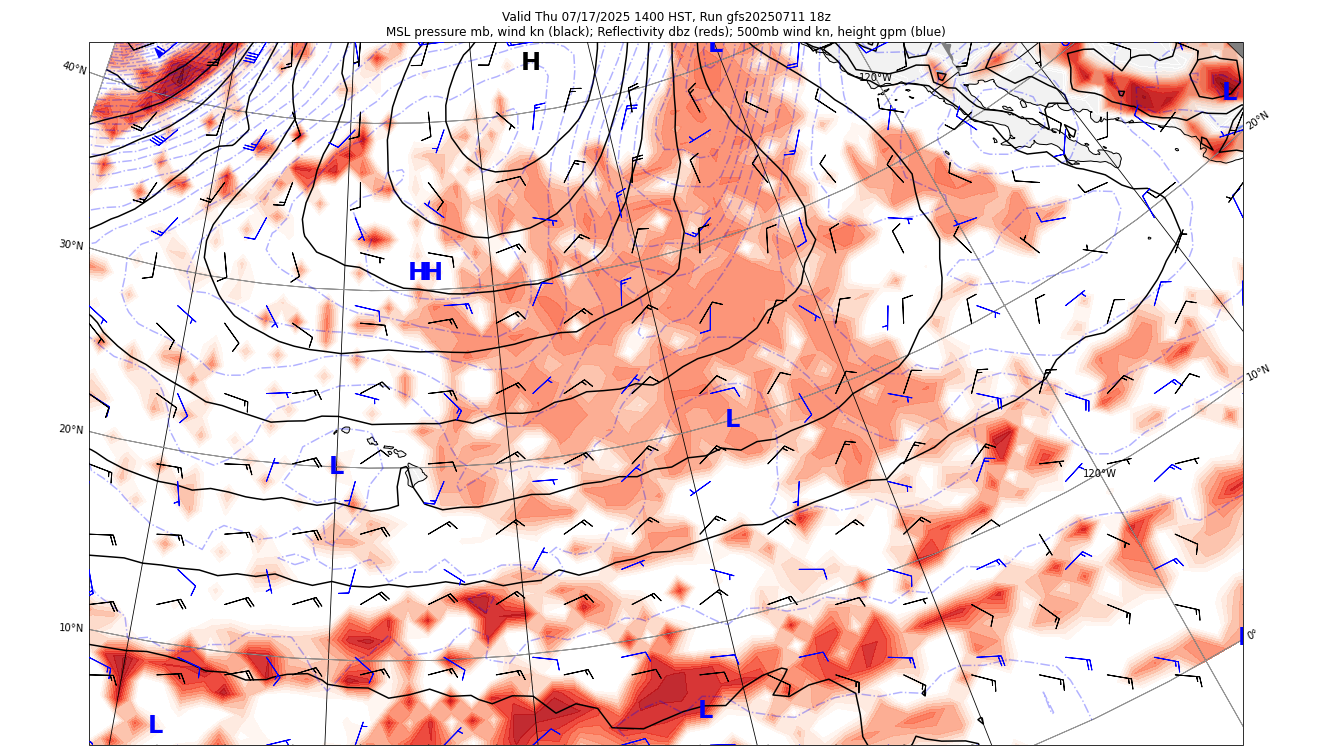 Valid Thu 07/17/2025 1400 HST, Run gfs20250711 18z
MSL pressure mb, wind kn (black); Reflectivity dbz (reds); 500mb wind kn, height gpm (blue)
L
H
40°N
120°W
L
20°N
30°N
HH
10°N
L
20°N
L
120°W
10°N
0°
L
L